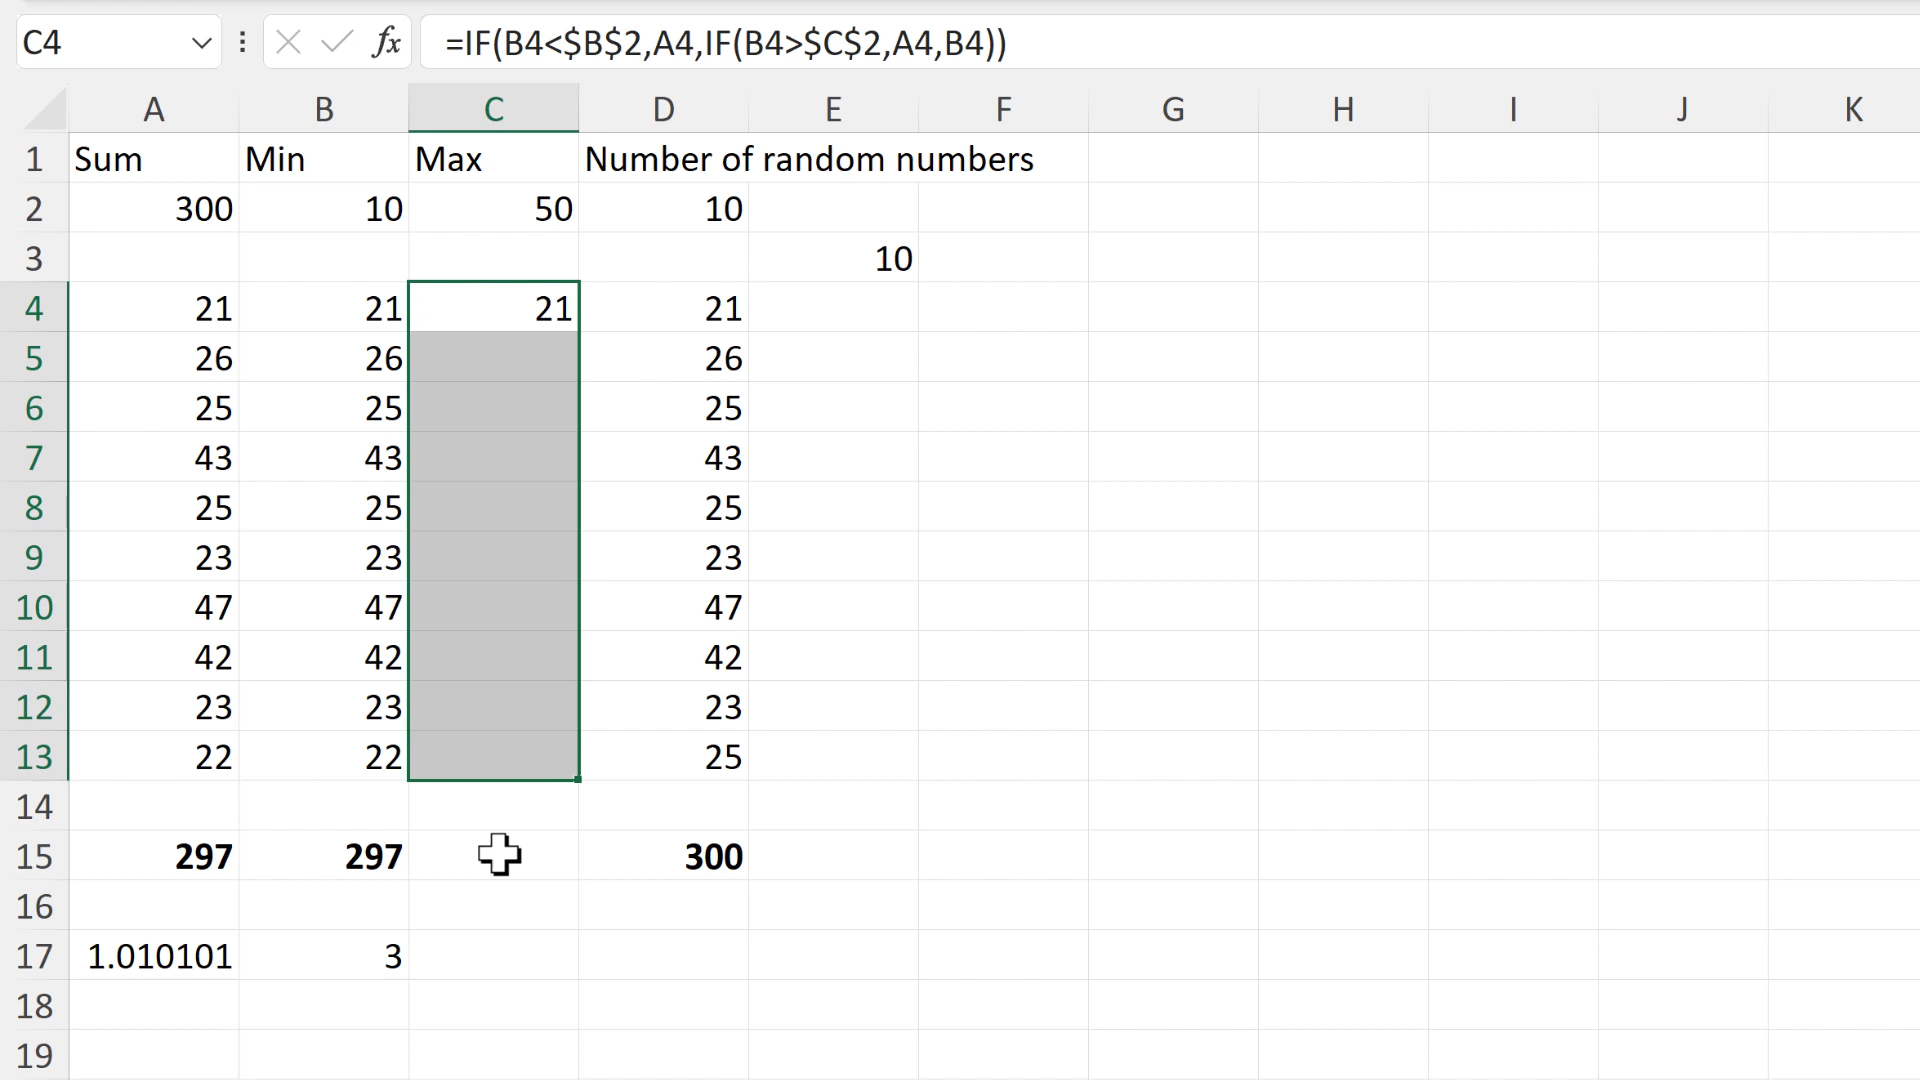 C4 fx =IF(B4<$B$2,A4,IF(B4>$C$2,A4,B4))
A B C D E F G H I J K
1 Sum Min Max Number of random numbers
2 300 10 50 10
3 10
4 21 21 21 21
5 26 26 26
6 25 25 25
7 43 43 43
8 25 25 25
9 23 23 23
10 47 47 47
11 42 42 42
12 23 23 23
13 22 22 25
14
15 297 297 300
16
17 1.010101 3
18
19